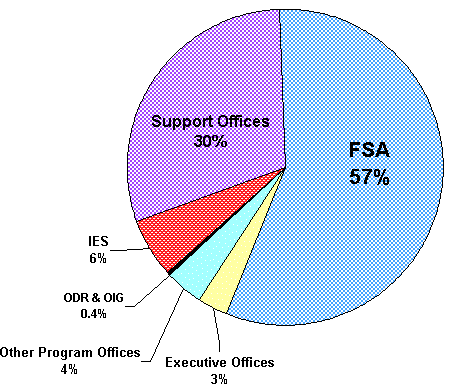 Support Offices
30%
FSA
57%
IES
6%
ODR & OIG
0.4%
Other Program Offices
4%
Executive Offices
3%